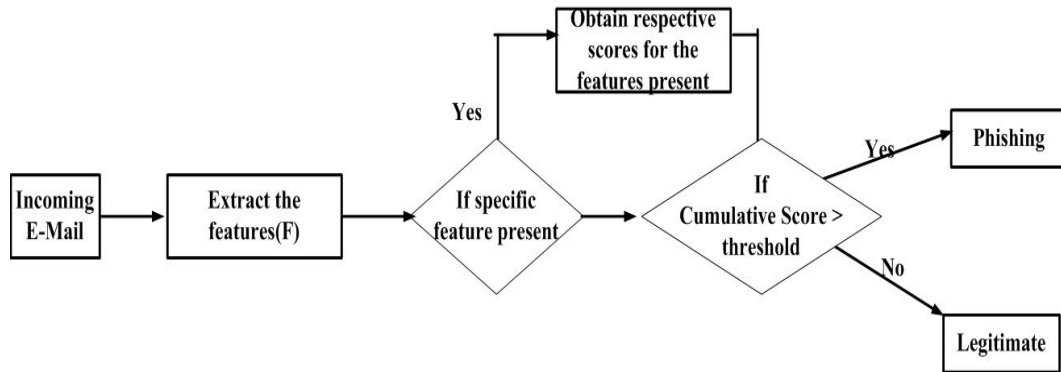 Obtain respective
scores for the
features present
Yes
Incoming
E-Mail
Extract the
features(F)
If specific
feature present
If
Cumulative Score >
threshold
Yes
Phishing
No
Legitimate